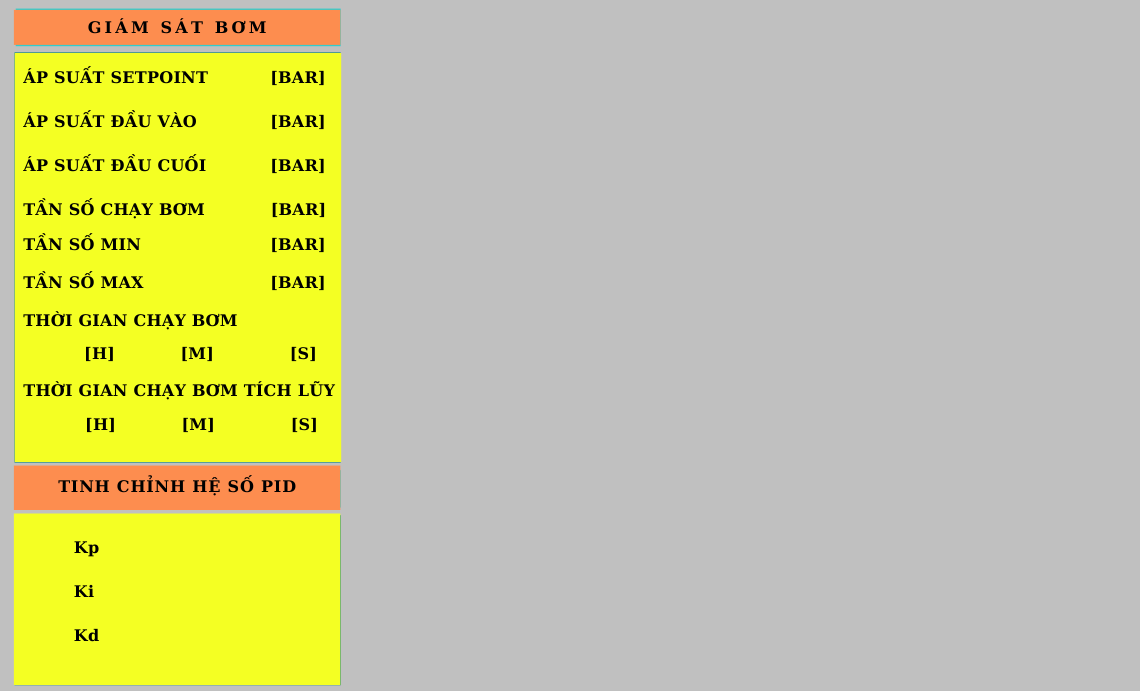 GIÁM SÁT BƠM
ÁP SUẤT SETPOINT [BAR]
ÁP SUẤT ĐẦU VÀO [BAR]
ÁP SUẤT ĐẦU CUỐI [BAR]
TẦN SỐ CHẠY BƠM [BAR]
TẦN SỐ MIN [BAR]
TẦN SỐ MAX [BAR]
THỜI GIAN CHẠY BƠM
[H] [M] [S]
THỜI GIAN CHẠY BƠM TÍCH LŨY
[H] [M] [S]
TINH CHỈNH HỆ SỐ PID
Kp
Ki
Kd